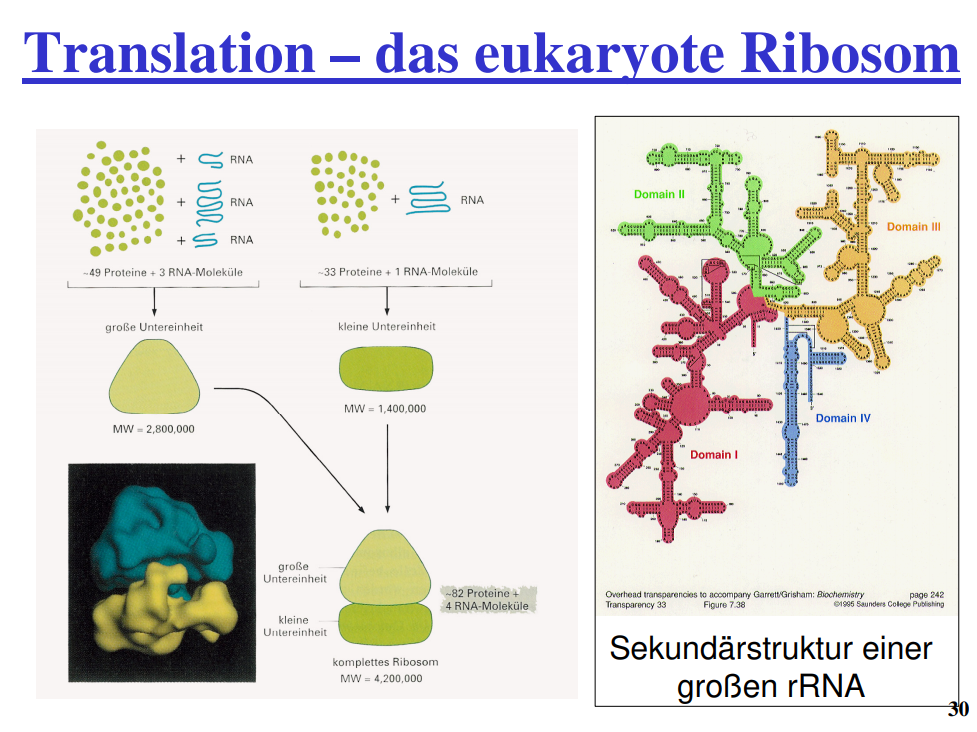 Translation – das eukaryote Ribosom
+ RNA
+ RNA
+ RNA
+ RNA
~49 Proteine + 3 RNA-Moleküle
~33 Proteine + 1 RNA-Moleküle
große Untereinheit
kleine Untereinheit
MW = 2,800,000
MW = 1,400,000
große
Untereinheit
kleine
Untereinheit
~82 Proteine +
4 RNA-Moleküle
komplettes Ribosom
MW = 4,200,000
Domain II
Domain III
Domain IV
Domain I
Overhead transparencies to accompany Garrett/Grisham: Biochemistry page 242
Transparency 33 Figure 7.38 ©1995 Saunders College Publishing
Sekundärstruktur einer
großen rRNA
30